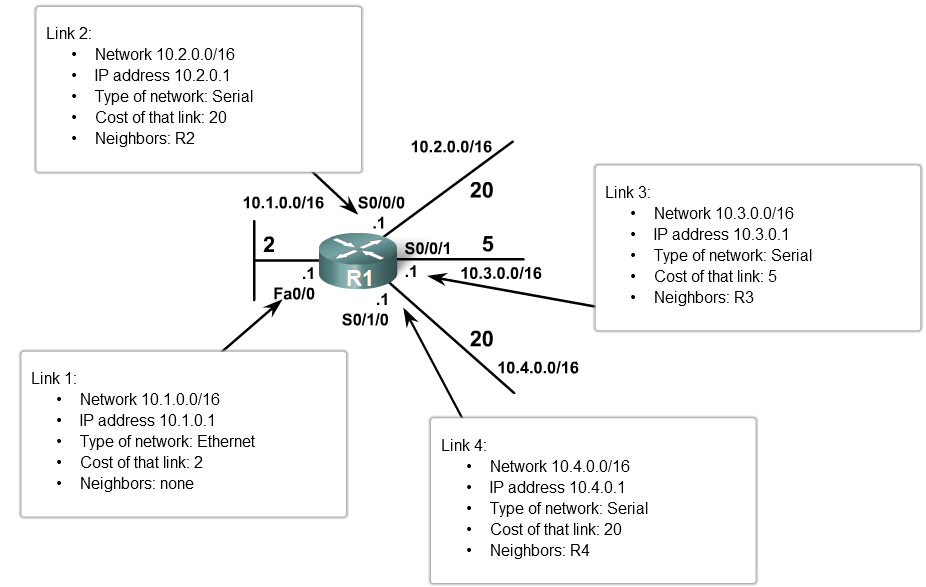 Link 2:
• Network 10.2.0.0/16
• IP address 10.2.0.1
• Type of network: Serial
• Cost of that link: 20
• Neighbors: R2
10.2.0.0/16
20
10.1.0.0/16
S0/0/0
.1
2
S0/0/1
5
.1
R1
.1
10.3.0.0/16
Fa0/0
.1
S0/1/0
20
10.4.0.0/16
Link 3:
• Network 10.3.0.0/16
• IP address 10.3.0.1
• Type of network: Serial
• Cost of that link: 5
• Neighbors: R3
Link 1:
• Network 10.1.0.0/16
• IP address 10.1.0.1
• Type of network: Ethernet
• Cost of that link: 2
• Neighbors: none
Link 4:
• Network 10.4.0.0/16
• IP address 10.4.0.1
• Type of network: Serial
• Cost of that link: 20
• Neighbors: R4